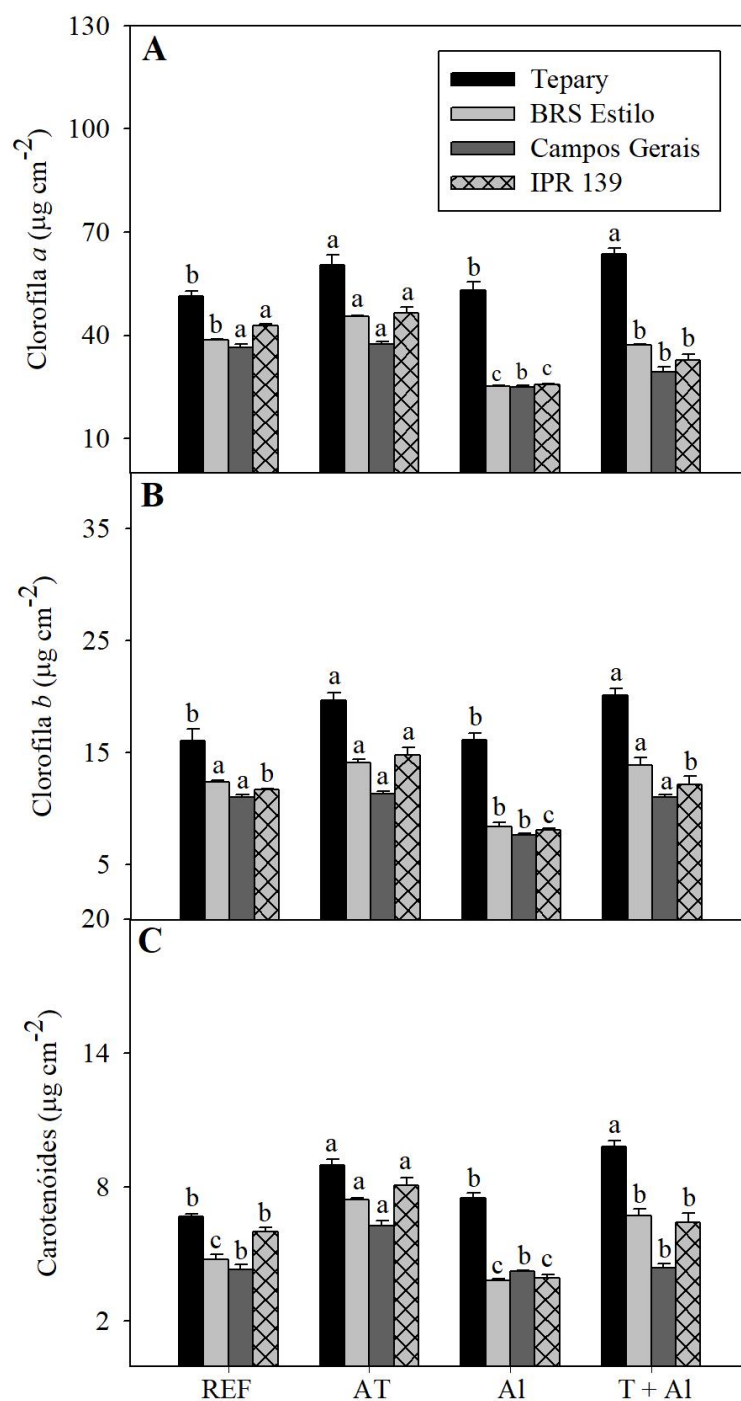 130
A
Tepary
BRS Estilo
Campos Gerais
IPR 139
100
70
40
10
Clorofila a (µg cm-2)
b b a a
a a a a
b c b c
a b b b
B
35
25
15
5
Clorofila b (µg cm-2)
b a a b
a a a a
b b b c
a a a b
20
C
14
8
2
Carotenóides (µg cm-2)
b c b b
a a a a
b c b c
a b b b
REF AT Al T + Al